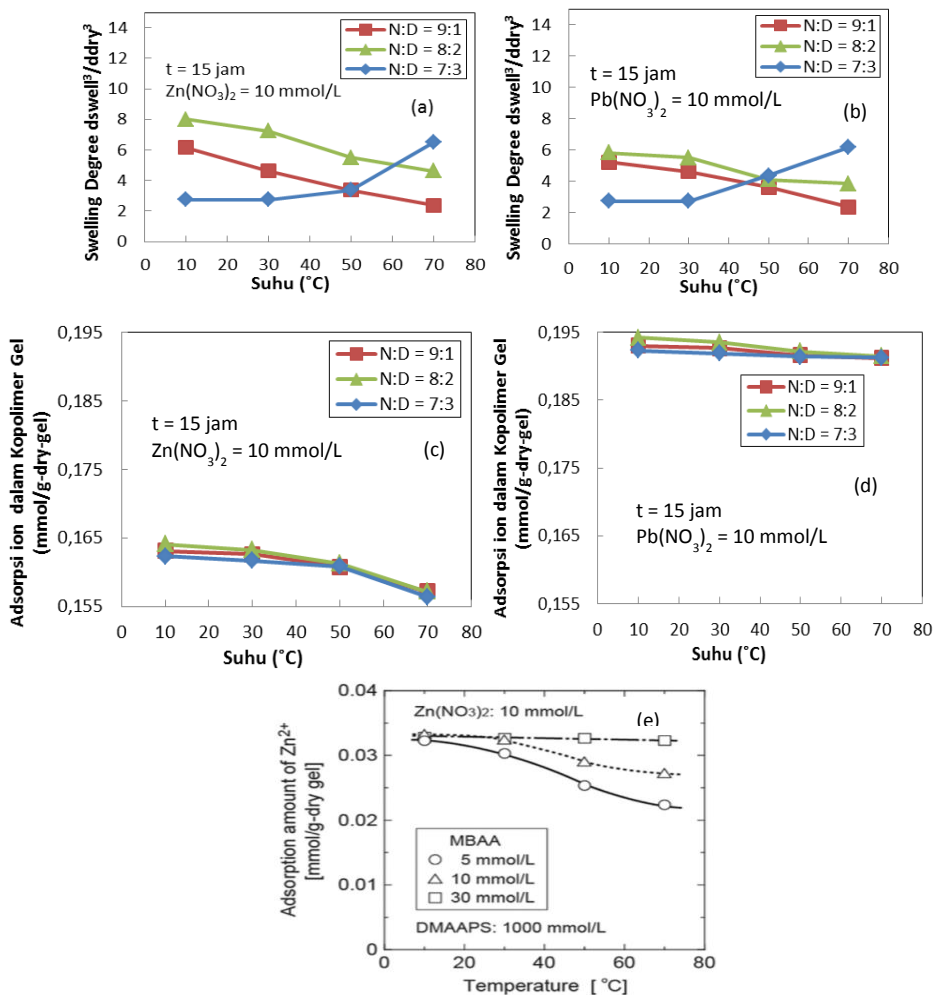 Swelling Degree dswell³/ddry³
14
12
10
8
6
4
2
0
N:D = 9:1
N:D = 8:2
N:D = 7:3
t = 15 jam
Zn(NO₃)₂ = 10 mmol/L
(a)
0 10 20 30 40 50 60 70 80
Suhu (˚C)
Swelling Degree dswell³/ddry³
14
12
10
8
6
4
2
0
N:D = 9:1
N:D = 8:2
N:D = 7:3
t = 15 jam
Pb(NO₃)₂ = 10 mmol/L
(b)
0 10 20 30 40 50 60 70 80
Suhu (˚C)
Adsorpsi ion dalam Kopolimer Gel
(mmol/g-dry-gel)
0,195
0,185
0,175
0,165
0,155
N:D = 9:1
N:D = 8:2
N:D = 7:3
t = 15 jam
Zn(NO₃)₂ = 10 mmol/L
(c)
0 10 20 30 40 50 60 70 80
Suhu (˚C)
Adsorpsi ion dalam Kopolimer Gel
(mmol/g-dry-gel)
0,195
0,185
0,175
0,165
0,155
N:D = 9:1
N:D = 8:2
N:D = 7:3
(d)
t = 15 jam
Pb(NO₃)₂ = 10 mmol/L
0 10 20 30 40 50 60 70 80
Suhu (˚C)
Adsorption amount of Zn²⁺
[mmol/g-dry gel]
0.04
0.03
0.02
0.01
0
Zn(NO₃)₂: 10 mmol/L
(e)
MBAA
5 mmol/L
10 mmol/L
30 mmol/L
DMAAPS: 1000 mmol/L
0 20 40 60 80
Temperature [ ˚C]